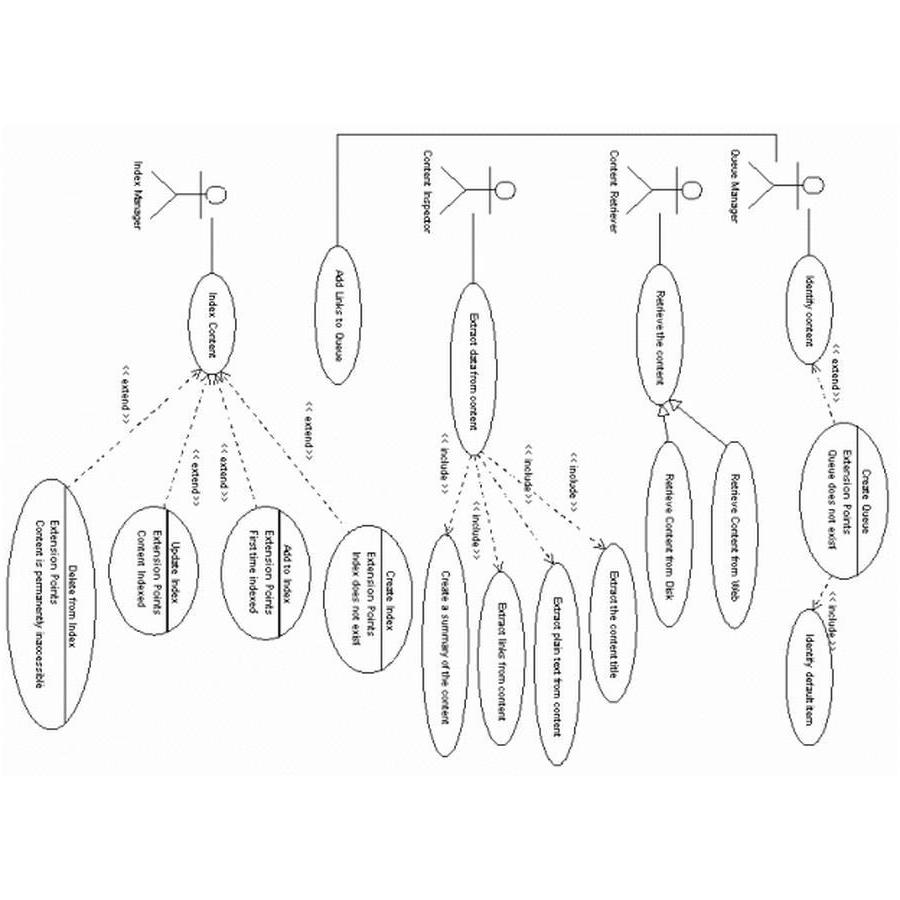 Queue Manager
Identify content
<< extend >>
Create Queue
Extension Points
Queue does not exist
<< include >>
Identify default item
Content Retriever
Retrieve the content
Retrieve Content from Web
Retrieve Content from Disk
Content Inspector
Extract data from content
<< include >>
<< include >>
<< include >>
<< include >>
Extract the content title
Extract plain text from content
Extract links from content
Create a summary of the content
Add Links to Queue
Index Manager
Index Content
<< extend >>
<< extend >>
<< extend >>
<< extend >>
Create Index
Extension Points
Index does not exist
Add to Index
Extension Points
First time indexed
Update Index
Extension Points
Content Indexed
Delete from Index
Extension Points
Content is permanently inaccessible